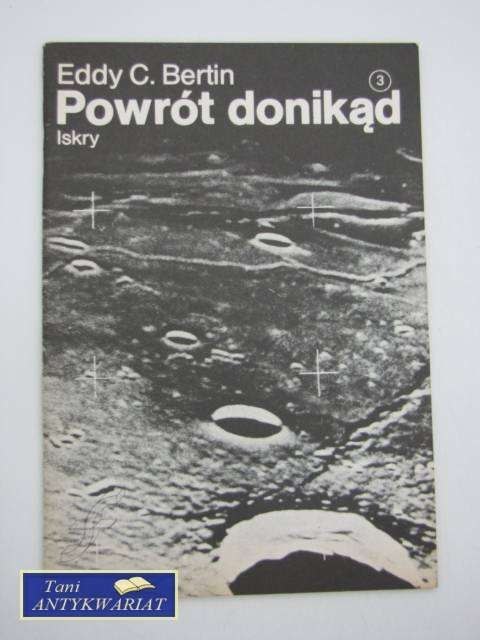 Eddy C. Bertin
3
Powrót donikąd
Iskry
Tani
ANTYKWARIAT